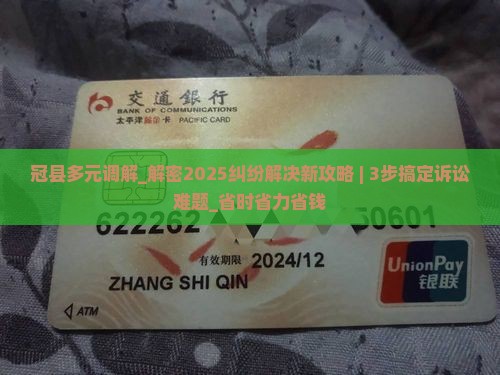 交通銀行
BANK OF COMMUNICATIONS
太平洋 卡 PACIFIC CARD
冠县多元调解_解密2025纠纷解决新攻略 | 3步搞定诉讼
难题_省时省力省钱
622262 30601
有效期限 2024/12
ZHANG SHI QIN
UnionPay
银联
ATM